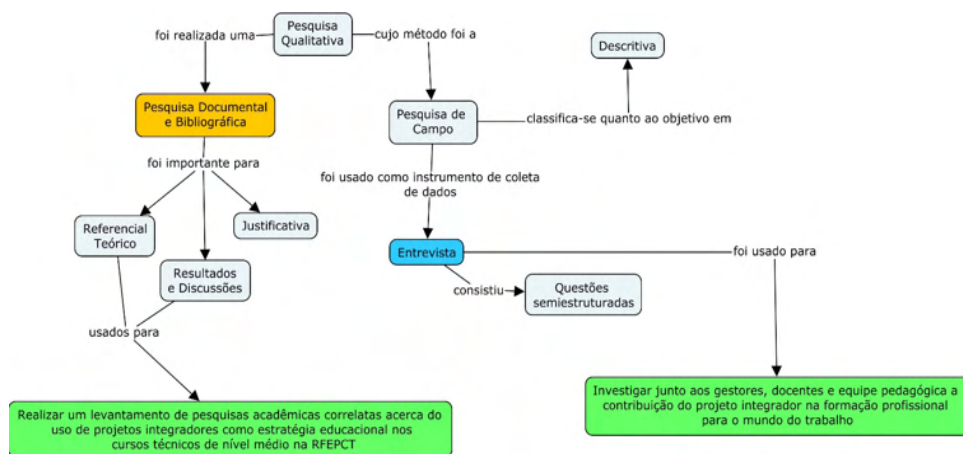 Pesquisa
Qualitativa
foi realizada uma
cujo método foi a
Descritiva
Pesquisa Documental
e Bibliográfica
Pesquisa de
Campo
classifica-se quanto ao objetivo em
foi importante para
foi usado como instrumento de coleta
de dados
Referencial
Teórico
Justificativa
Resultados
e Discussões
Entrevista
foi usado para
consistiu
Questões
semiestruturadas
usados para
Realizar um levantamento de pesquisas acadêmicas correlatas acerca do
uso de projetos integradores como estratégia educacional nos
cursos técnicos de nível médio na RFEPCT
Investigar junto aos gestores, docentes e equipe pedagógica a
contribuição do projeto integrador na formação profissional
para o mundo do trabalho